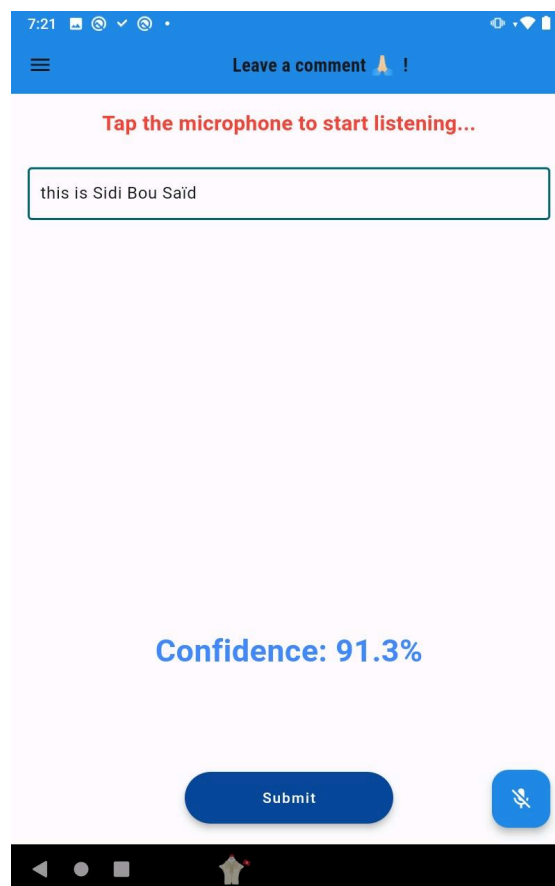 7:21
Leave a comment 🙏🏻 !
Tap the microphone to start listening...
this is Sidi Bou Saïd
Confidence: 91.3%
Submit